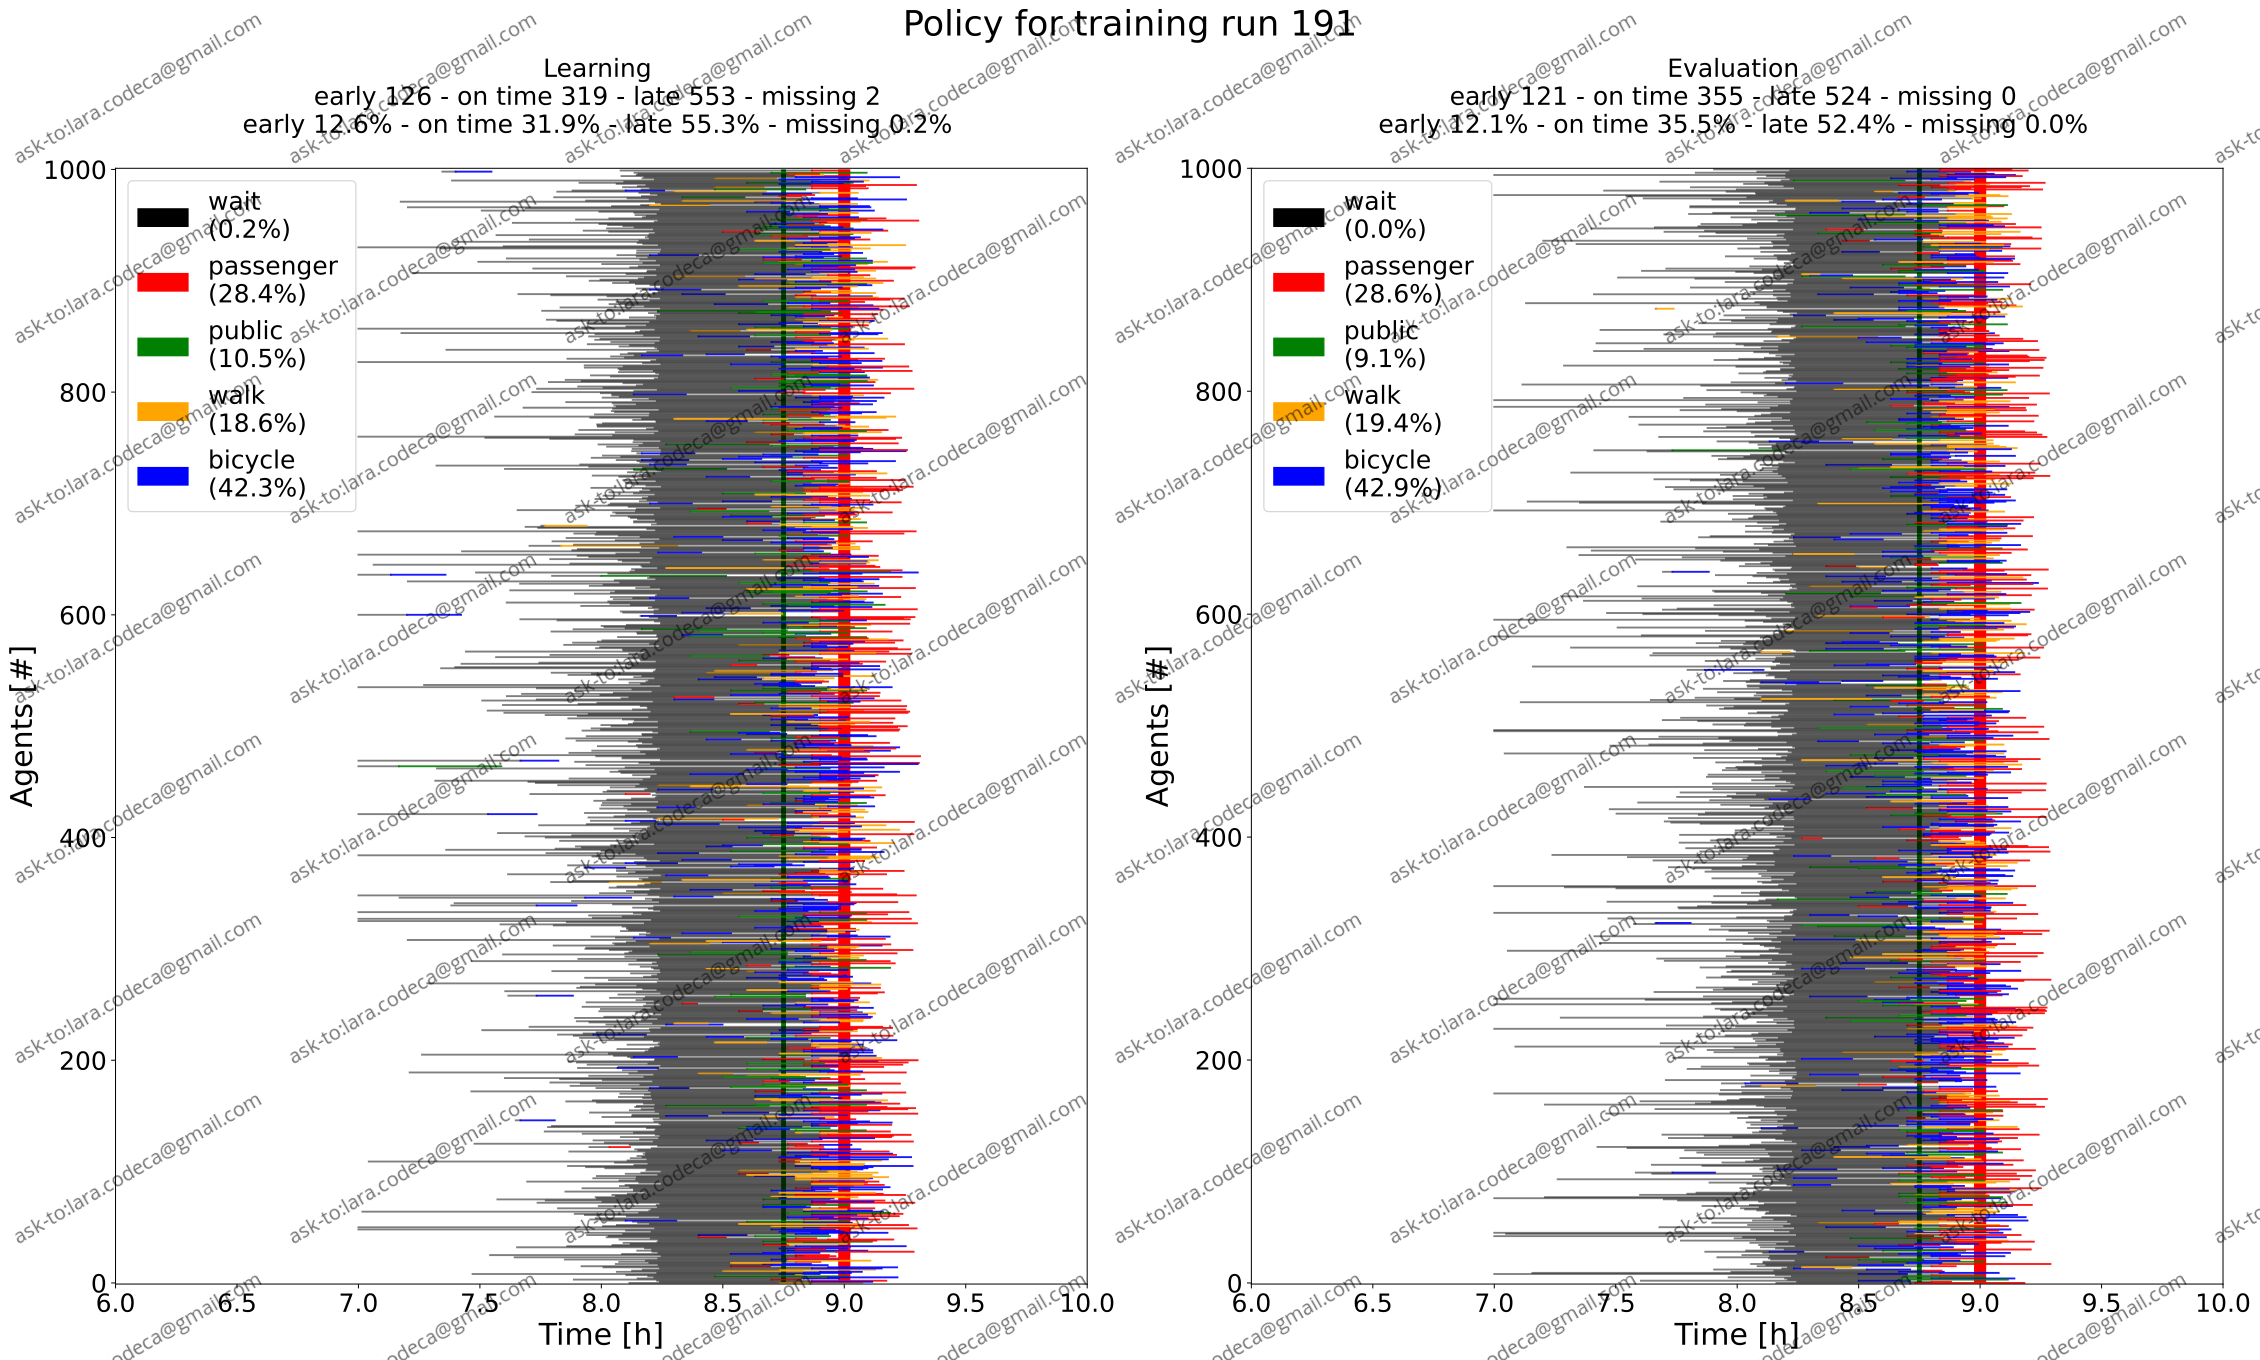 Policy for training run 191
Learning
early 126 - on time 319 - late 553 - missing 2
early 12.6% - on time 31.9% - late 55.3% - missing 0.2%
1000
800
600
400
200
0
Agents [#]
wait
(0.2%)
passenger
(28.4%)
public
(10.5%)
walk
(18.6%)
bicycle
(42.3%)
6.0 6.5 7.0 7.5 8.0 8.5 9.0 9.5 10.0
Time [h]
Evaluation
early 121 - on time 355 - late 524 - missing 0
early 12.1% - on time 35.5% - late 52.4% - missing 0.0%
1000
800
600
400
200
0
Agents [#]
wait
(0.0%)
passenger
(28.6%)
public
(9.1%)
walk
(19.4%)
bicycle
(42.9%)
6.0 6.5 7.0 7.5 8.0 8.5 9.0 9.5 10.0
Time [h]
ask-to:lara.codeca@gmail.com